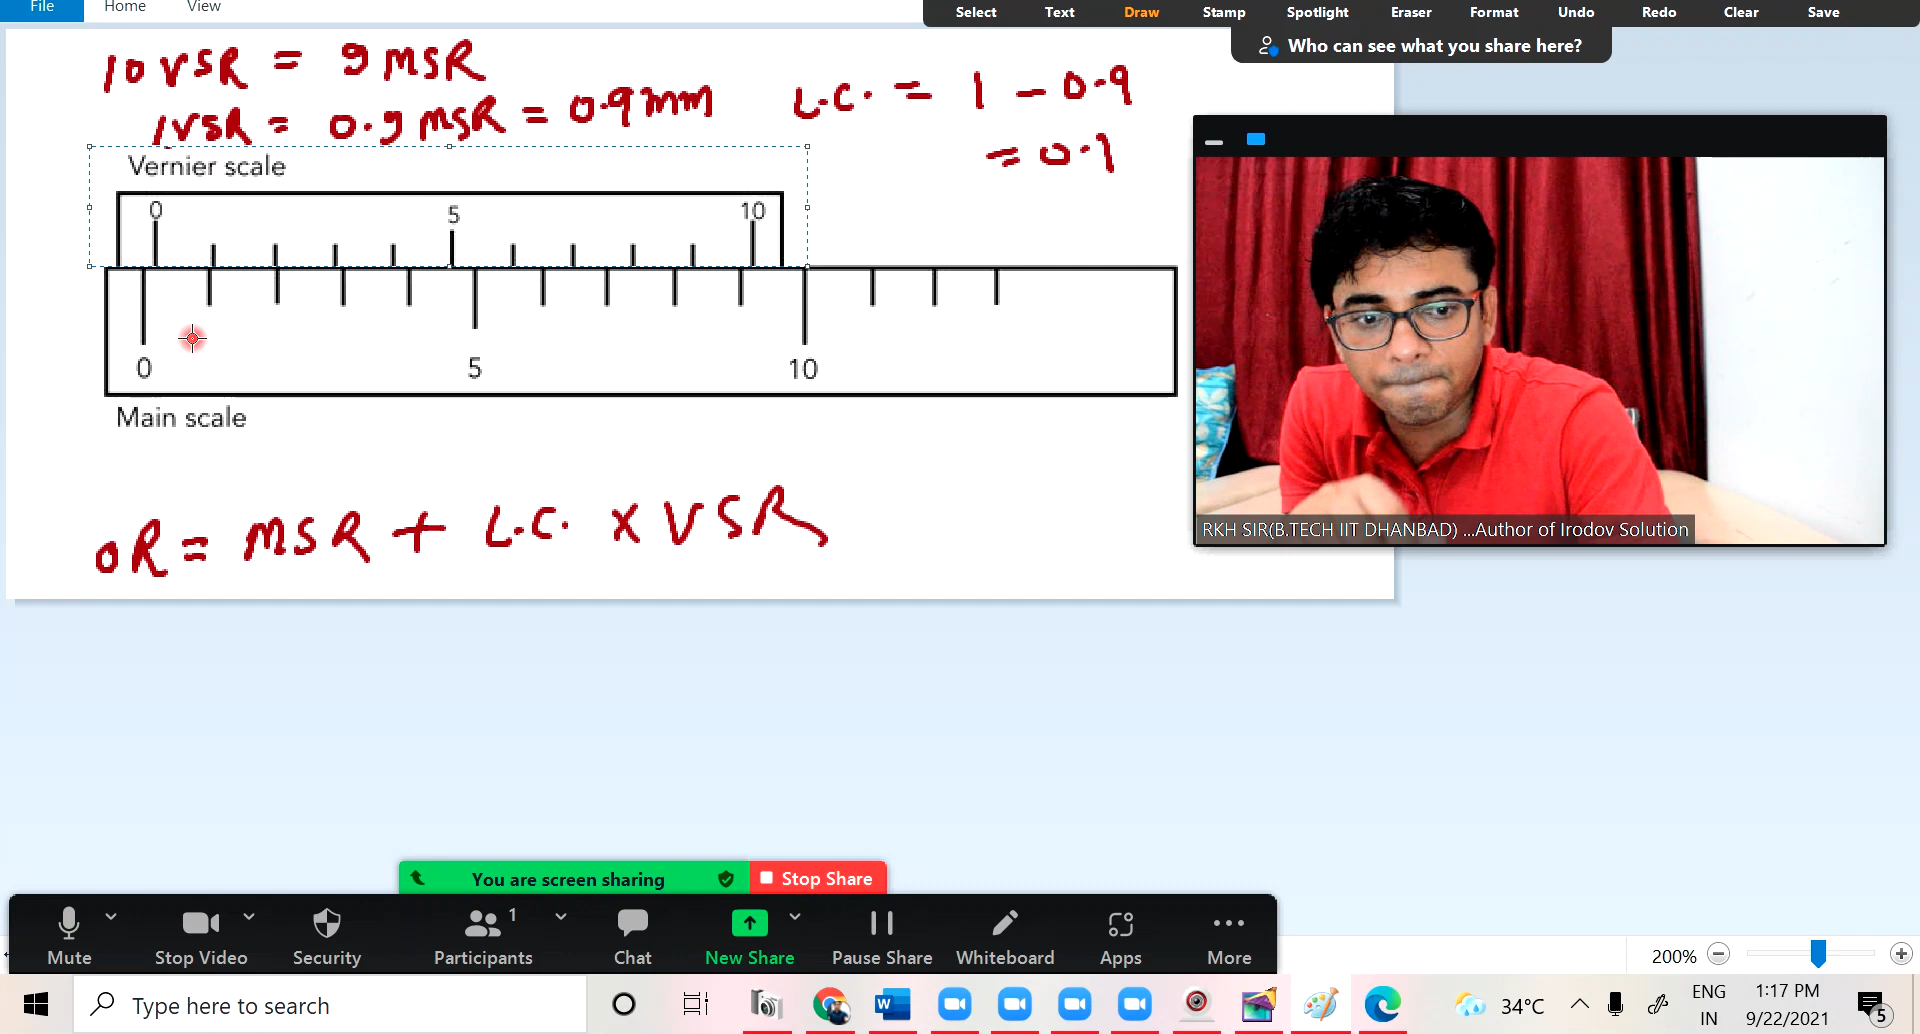 File Home View
Select Text Draw Stamp Spotlight Eraser Format Undo Redo Clear Save
Who can see what you share here?
10 VSR = 9 MSR
1VSR = 0.9 MSR = 0.9mm
L.C. = 1 - 0.9
= 0.1
Vernier scale
0 5 10
0 5 10
Main scale
OR = MSR + L.C. X VSR
RKH SIR(B.TECH IIT DHANBAD) ...Author of Irodov Solution
You are screen sharing Stop Share
1
Mute Stop Video Security Participants Chat New Share Pause Share Whiteboard Apps More
200%
Type here to search
W
34°C
ENG
IN
1:17 PM
9/22/2021
5